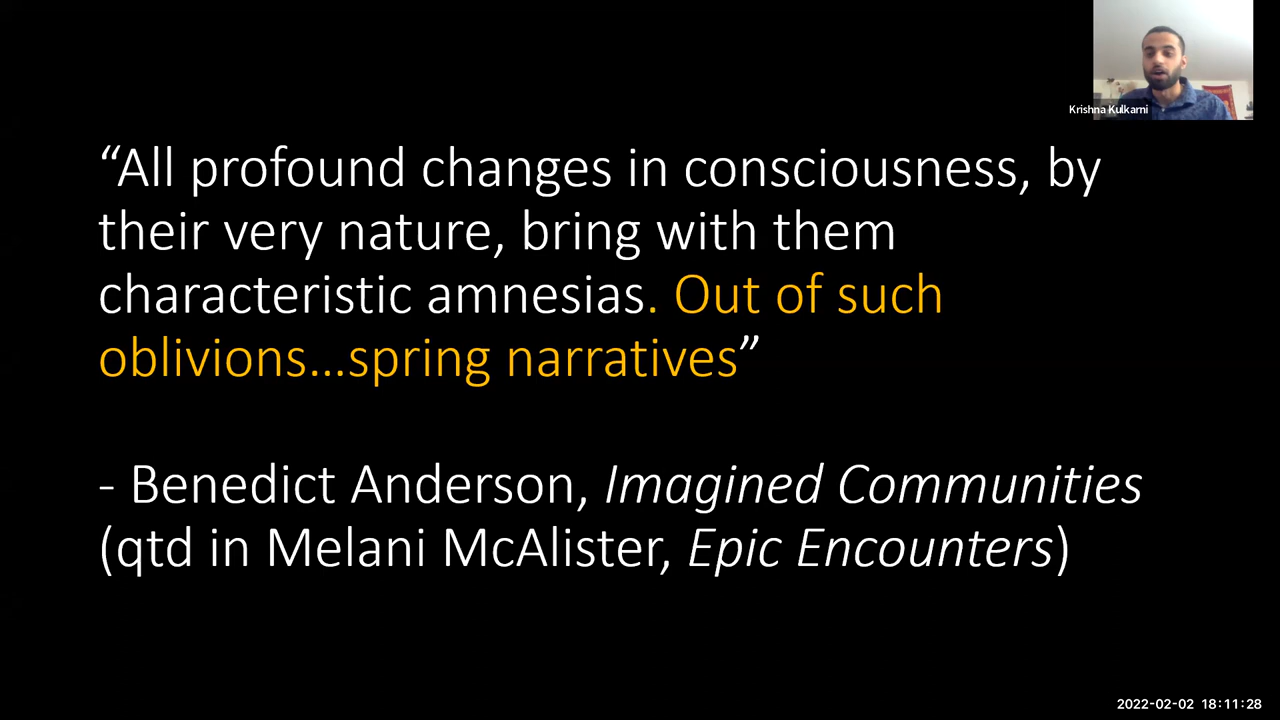 Krishna Kulkarni
“All profound changes in consciousness, by
their very nature, bring with them
characteristic amnesias. Out of such
oblivions...spring narratives”
- Benedict Anderson, Imagined Communities
(qtd in Melani McAlister, Epic Encounters)
2022-02-02 18:11:28